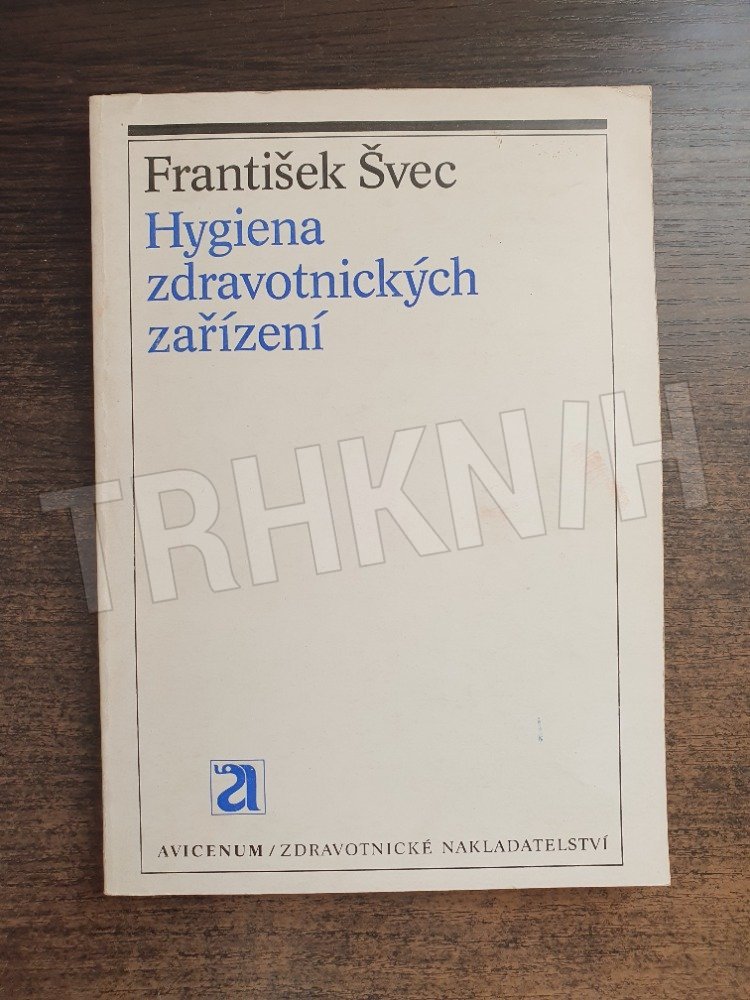 František Švec
Hygiena
zdravotnických
zařízení
TRHKNIH
AVICENUM / ZDRAVOTNICKÉ NAKLADATELSTVÍ